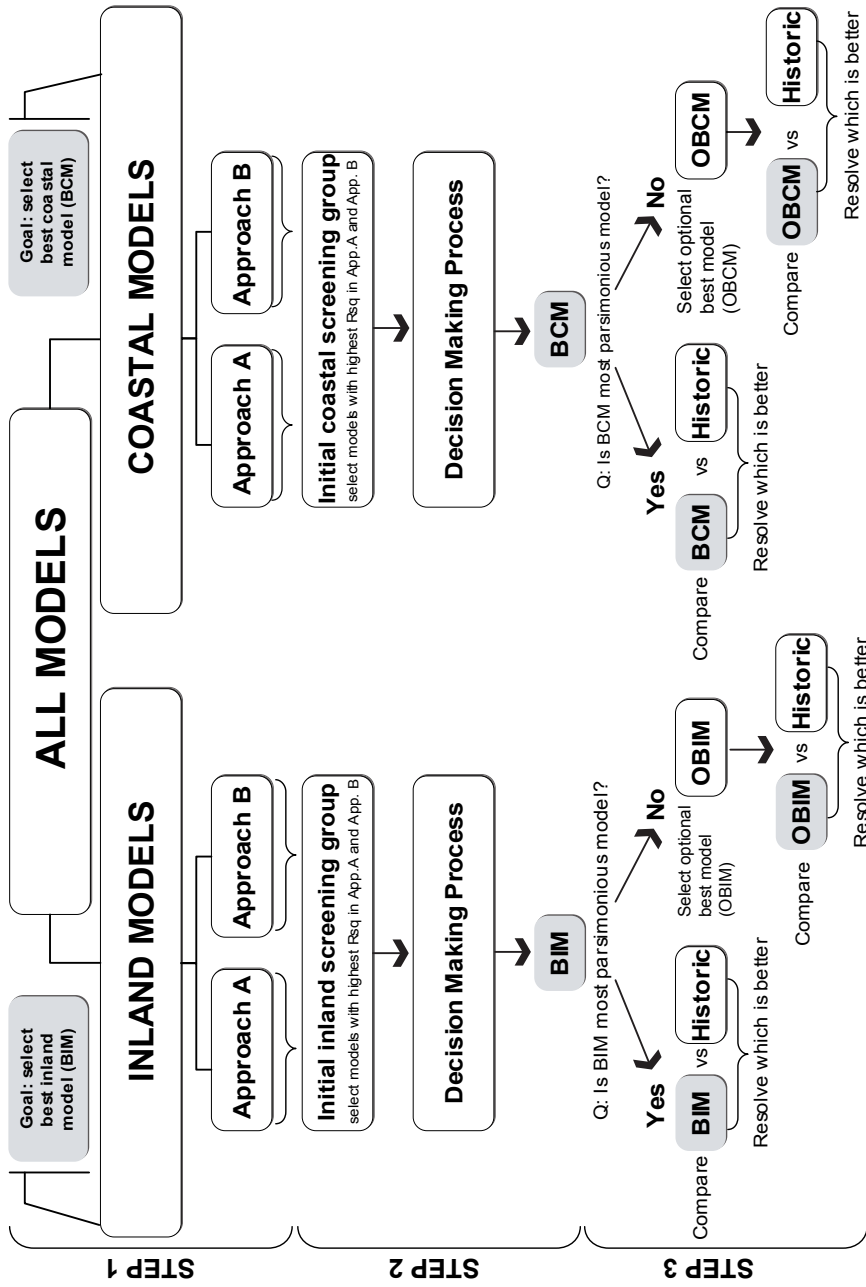 STEP 1
Goal: select
best inland
model (BIM)
ALL MODELS
Goal: select
best coastal
model (BCM)
INLAND MODELS
COASTAL MODELS
Approach A
Approach B
Approach A
Approach B
STEP 2
Initial inland screening group
select models with highest Rsq in App.A and App. B
Initial coastal screening group
select models with highest Rsq in App.A and App. B
Decision Making Process
Decision Making Process
BIM
BCM
STEP 3
Q: Is BIM most parsimonious model?
Yes
No
Compare BIM vs Historic
Resolve which is better
Select optional
best model
(OBIM)
OBIM
Compare OBIM vs Historic
Resolve which is better
Q: Is BCM most parsimonious model?
Yes
No
Compare BCM vs Historic
Resolve which is better
Select optional
best model
(OBCM)
OBCM
Compare OBCM vs Historic
Resolve which is better